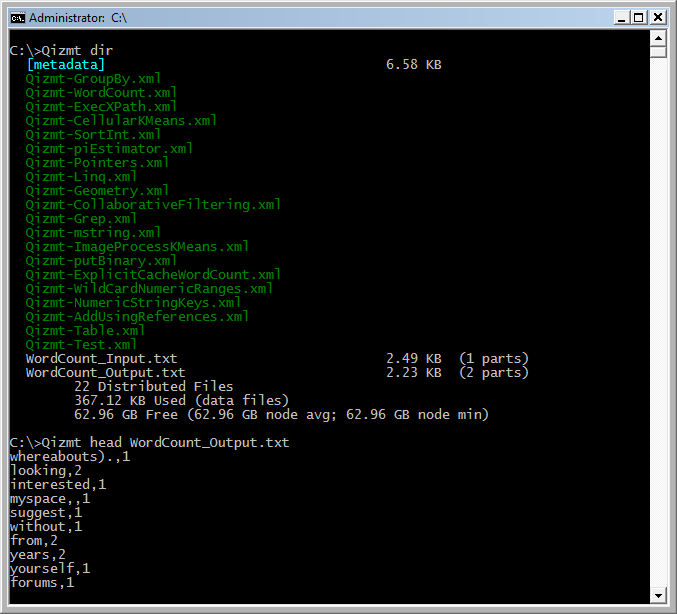 Administrator: C:\
C:\>Qizmt dir
[metadata] 6.58 KB
Qizmt-GroupBy.xml
Qizmt-WordCount.xml
Qizmt-ExecXPath.xml
Qizmt-CellularKMeans.xml
Qizmt-SortInt.xml
Qizmt-piEstimator.xml
Qizmt-Pointers.xml
Qizmt-Linq.xml
Qizmt-Geometry.xml
Qizmt-CollaborativeFiltering.xml
Qizmt-Grep.xml
Qizmt-mstring.xml
Qizmt-ImageProcessKMeans.xml
Qizmt-putBinary.xml
Qizmt-ExplicitCacheWordCount.xml
Qizmt-WildCardNumericRanges.xml
Qizmt-NumericStringKeys.xml
Qizmt-AddUsingReferences.xml
Qizmt-Table.xml
Qizmt-Test.xml
WordCount_Input.txt 2.49 KB (1 parts)
WordCount_Output.txt 2.23 KB (2 parts)
22 Distributed Files
367.12 KB Used (data files)
62.96 GB Free (62.96 GB node avg; 62.96 GB node min)
C:\>Qizmt head WordCount_Output.txt
whereabouts).,1
looking,2
interested,1
myspace,,1
suggest,1
without,1
from,2
years,2
yourself,1
forums,1